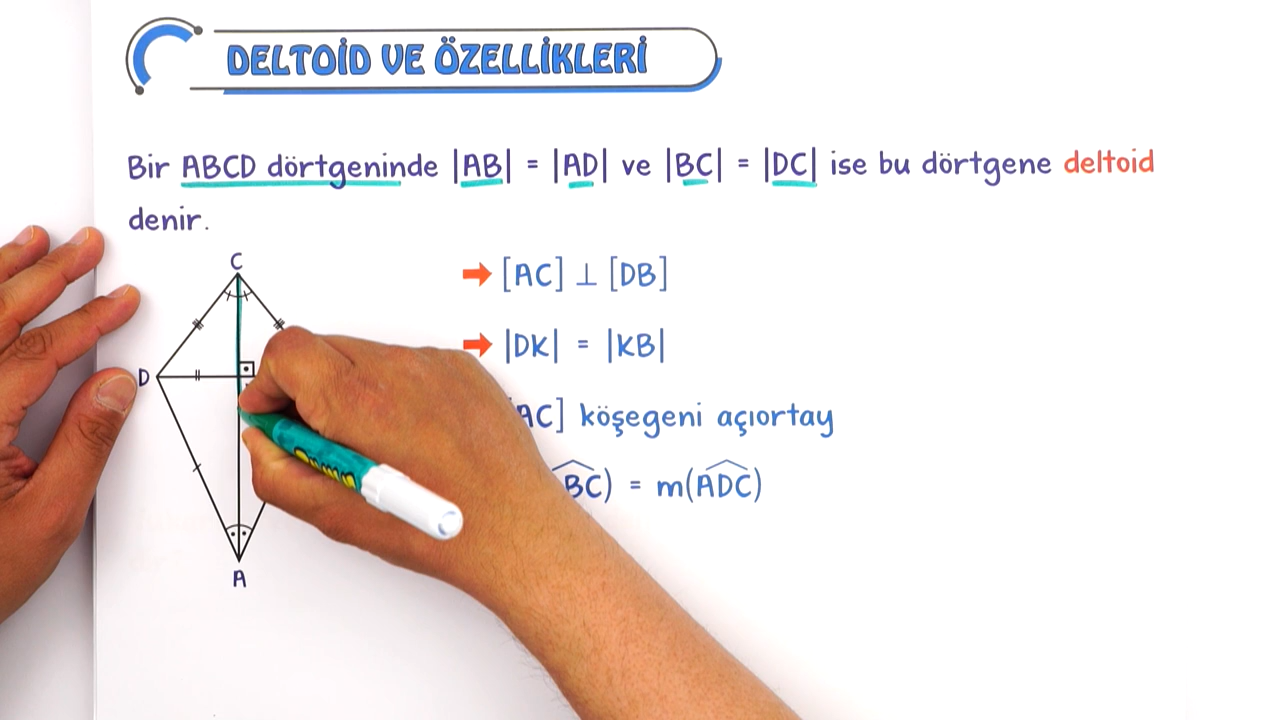 DELTOİD VE ÖZELLİKLERİ
Bir ABCD dörtgeninde |AB| = |AD| ve |BC| = |DC| ise bu dörtgene deltoid
denir.
C
➡ [AC] ⊥ [DB]
➡ |DK| = |KB|
D
AC] köşegeni açıortay
BC) = m(ADC)
A